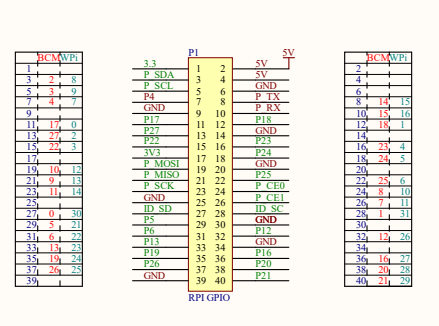 P1
5V
BCM WPi
1
3 2 8
5 3 9
7 4 7
9
11 17 0
13 27 2
15 22 3
17
19 10 12
21 9 13
23 11 14
25
27 0 30
29 5 21
31 6 22
33 13 23
35 19 24
37 26 25
39
3.3 1 2 5V
P_SDA 3 4 5V
P_SCL 5 6 GND
P4 7 8 P_TX
GND 9 10 P_RX
P17 11 12 P18
P27 13 14 GND
P22 15 16 P23
3V3 17 18 P24
P_MOSI 19 20 GND
P_MISO 21 22 P25
P_SCK 23 24 P_CE0
GND 25 26 P_CE1
ID_SD 27 28 ID_SC
P5 29 30 GND
P6 31 32 P12
P13 33 34 GND
P19 35 36 P16
P26 37 38 P20
GND 39 40 P21
RPI GPIO
BCM WPi
2
4
6
8 14 15
10 15 16
12 18 1
14
16 23 4
18 24 5
20
22 25 6
24 8 10
26 7 11
28 1 31
30
32 12 26
34
36 16 27
38 20 28
40 21 29